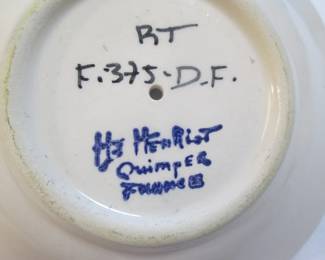 RT
F.375-D.F.
HB HENRIOT
QUIMPER
FRANCE